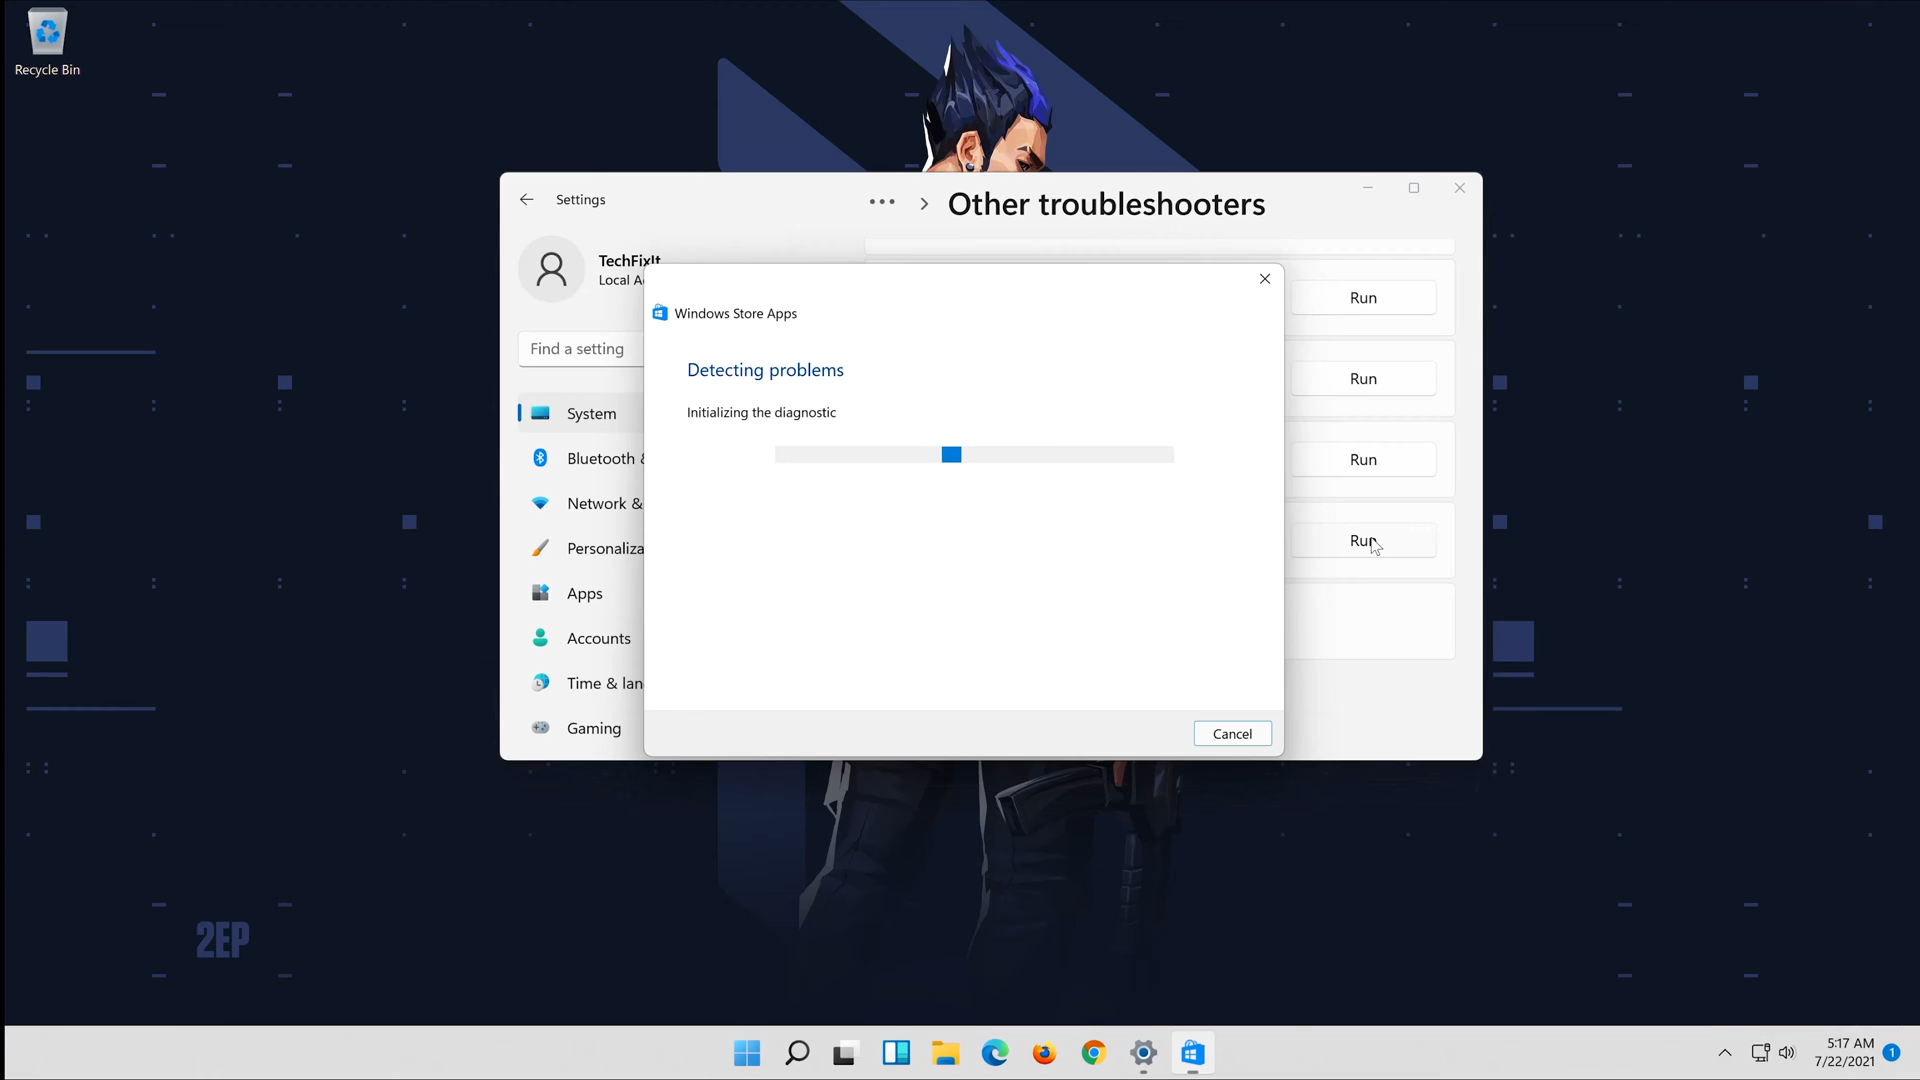 Recycle Bin
Settings
Other troubleshooters
TechFixIt
Local A
Find a setting
Windows Store Apps
Detecting problems
Initializing the diagnostic
Run
Run
Run
Run
System
Bluetooth &
Network &
Personaliza
Apps
Accounts
Time & lan
Gaming
Cancel
2EP
5:17 AM
7/22/2021
1